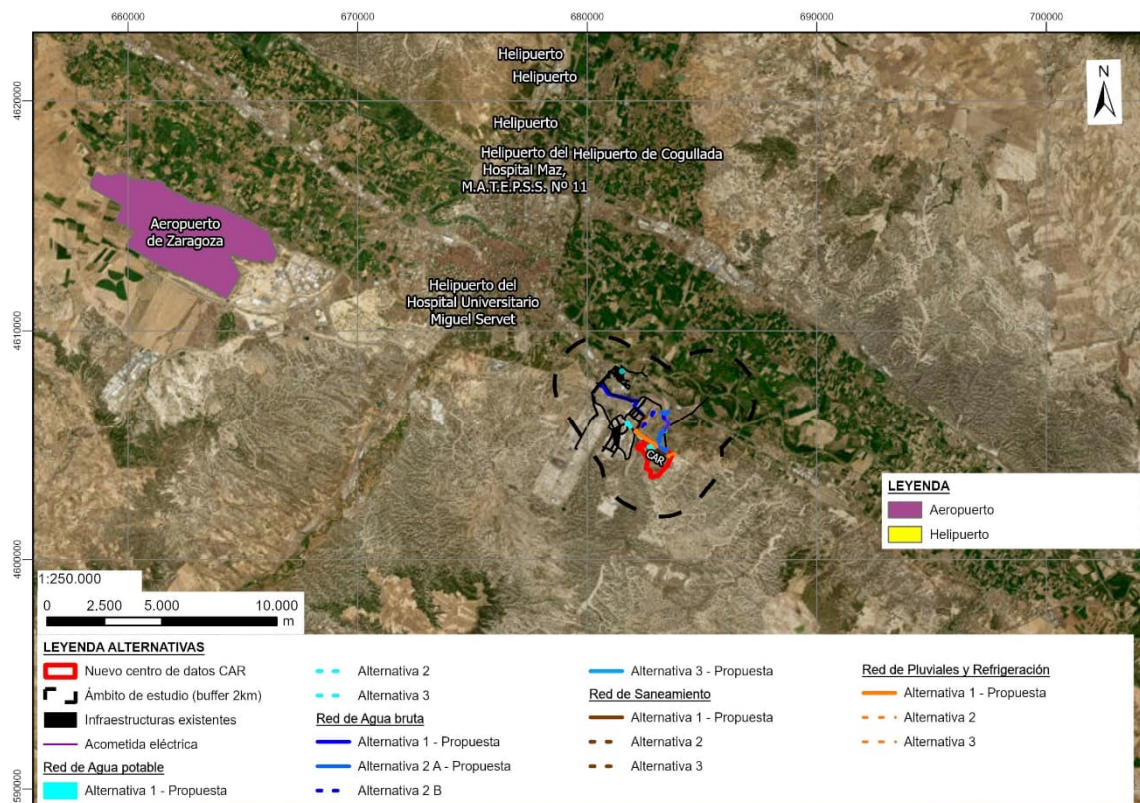 660000
670000
680000
690000
700000
4620000
4610000
4600000
4590000
N
Helipuerto
Helipuerto
Helipuerto
Helipuerto del
Hospital Maz,
M.A.T.E.P.S.S. Nº 11
Helipuerto de Cogullada
Aeropuerto
de Zaragoza
Helipuerto del
Hospital Universitario
Miguel Servet
CAR
LEYENDA
Aeropuerto
Helipuerto
1:250.000
0 2.500 5.000 10.000
m
LEYENDA ALTERNATIVAS
Nuevo centro de datos CAR
Ámbito de estudio (buffer 2km)
Infraestructuras existentes
Acometida eléctrica
Red de Agua potable
Alternativa 1 - Propuesta
Alternativa 2
Alternativa 3
Red de Agua bruta
Alternativa 1 - Propuesta
Alternativa 2 A - Propuesta
Alternativa 2 B
Alternativa 3 - Propuesta
Red de Saneamiento
Alternativa 1 - Propuesta
Alternativa 2
Alternativa 3
Red de Pluviales y Refrigeración
Alternativa 1 - Propuesta
Alternativa 2
Alternativa 3